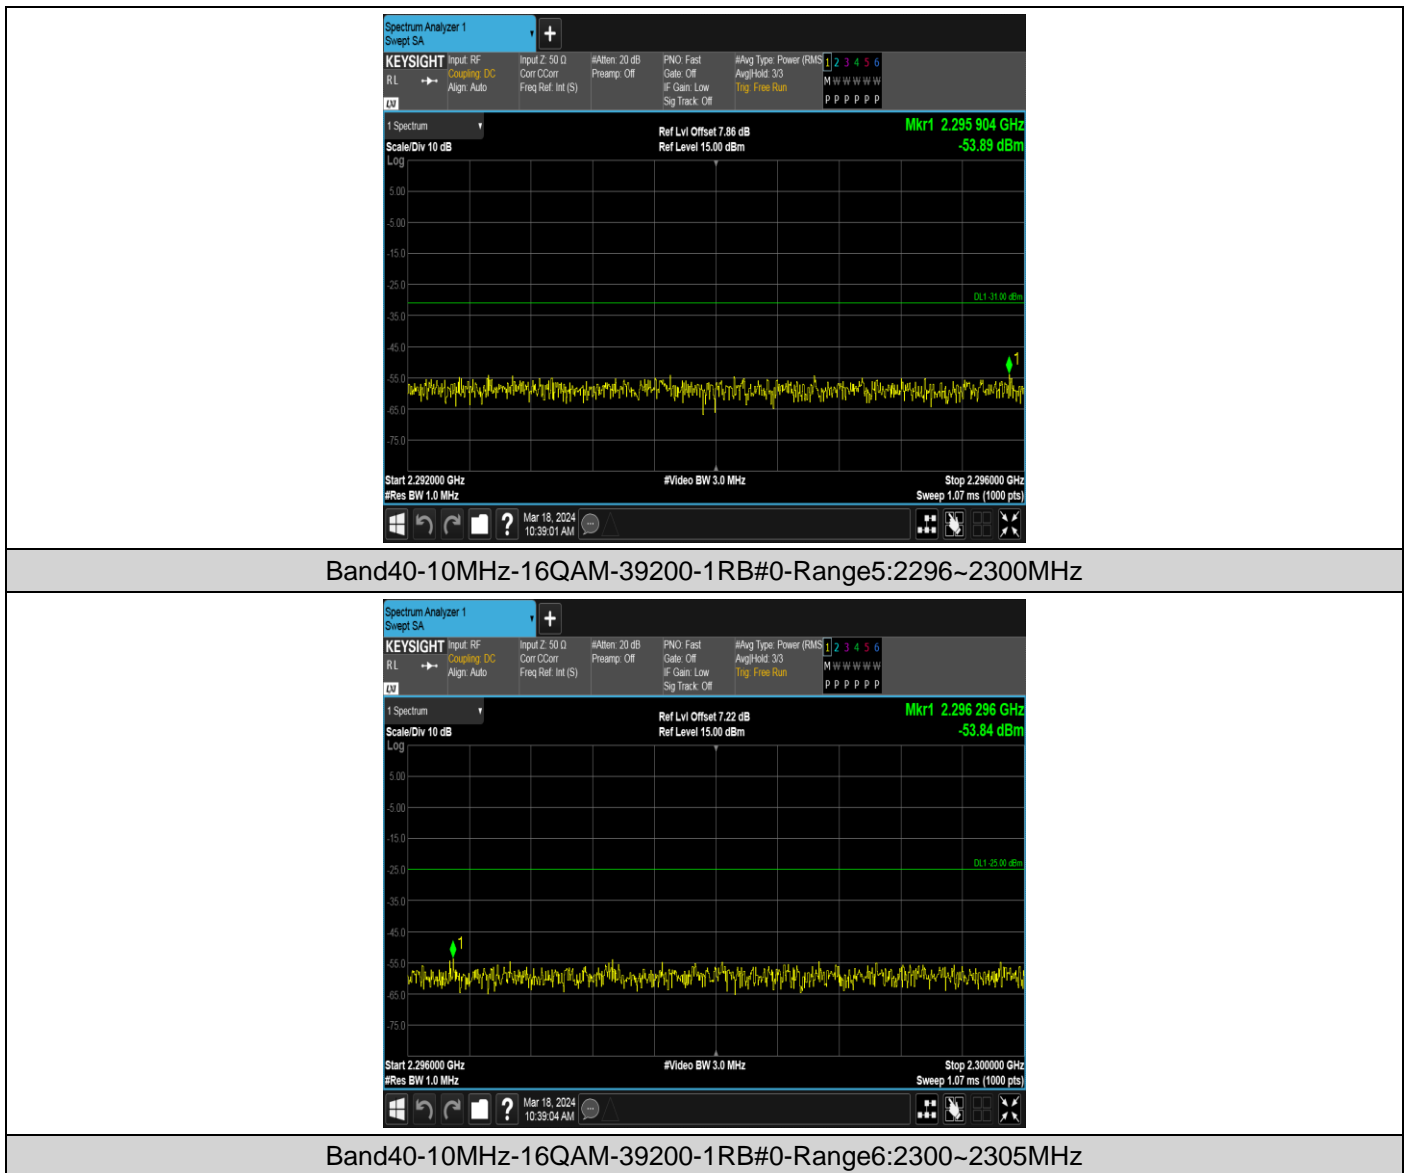 Spectrum Analyzer 1
Swept SA
+
KEYSIGHT Input: RF Input Z: 50 Ω #Atten: 20 dB PNO: Fast #Avg Type: Power (RMS 1 2 3 4 5 6
RL Coupling: DC Corr CCorr Preamp: Off Gate: Off Avg|Hold: 3/3 M W W W W W
Align: Auto Freq Ref: Int (S) IF Gain: Low Trig: Free Run
LXI Sig Track: Off P P P P P P
1 Spectrum Ref Lvl Offset 7.86 dB Mkr1 2.295 904 GHz
Scale/Div 10 dB Ref Level 15.00 dBm -53.89 dBm
Log
5.00
-5.00
-15.0
-25.0
DL1 -31.00 dBm
-35.0
-45.0
1
-55.0
-65.0
-75.0
Start 2.292000 GHz #Video BW 3.0 MHz Stop 2.296000 GHz
#Res BW 1.0 MHz Sweep 1.07 ms (1000 pts)
? Mar 18, 2024
10:39:01 AM
Band40-10MHz-16QAM-39200-1RB#0-Range5:2296~2300MHz
Spectrum Analyzer 1
Swept SA
+
KEYSIGHT Input: RF Input Z: 50 Ω #Atten: 20 dB PNO: Fast #Avg Type: Power (RMS 1 2 3 4 5 6
RL Coupling: DC Corr CCorr Preamp: Off Gate: Off Avg|Hold: 3/3 M W W W W W
Align: Auto Freq Ref: Int (S) IF Gain: Low Trig: Free Run
LXI Sig Track: Off P P P P P P
1 Spectrum Ref Lvl Offset 7.22 dB Mkr1 2.296 296 GHz
Scale/Div 10 dB Ref Level 15.00 dBm -53.84 dBm
Log
5.00
-5.00
-15.0
DL1 -25.00 dBm
-25.0
-35.0
-45.0
1
-55.0
-65.0
-75.0
Start 2.296000 GHz #Video BW 3.0 MHz Stop 2.300000 GHz
#Res BW 1.0 MHz Sweep 1.07 ms (1000 pts)
? Mar 18, 2024
10:39:04 AM
Band40-10MHz-16QAM-39200-1RB#0-Range6:2300~2305MHz